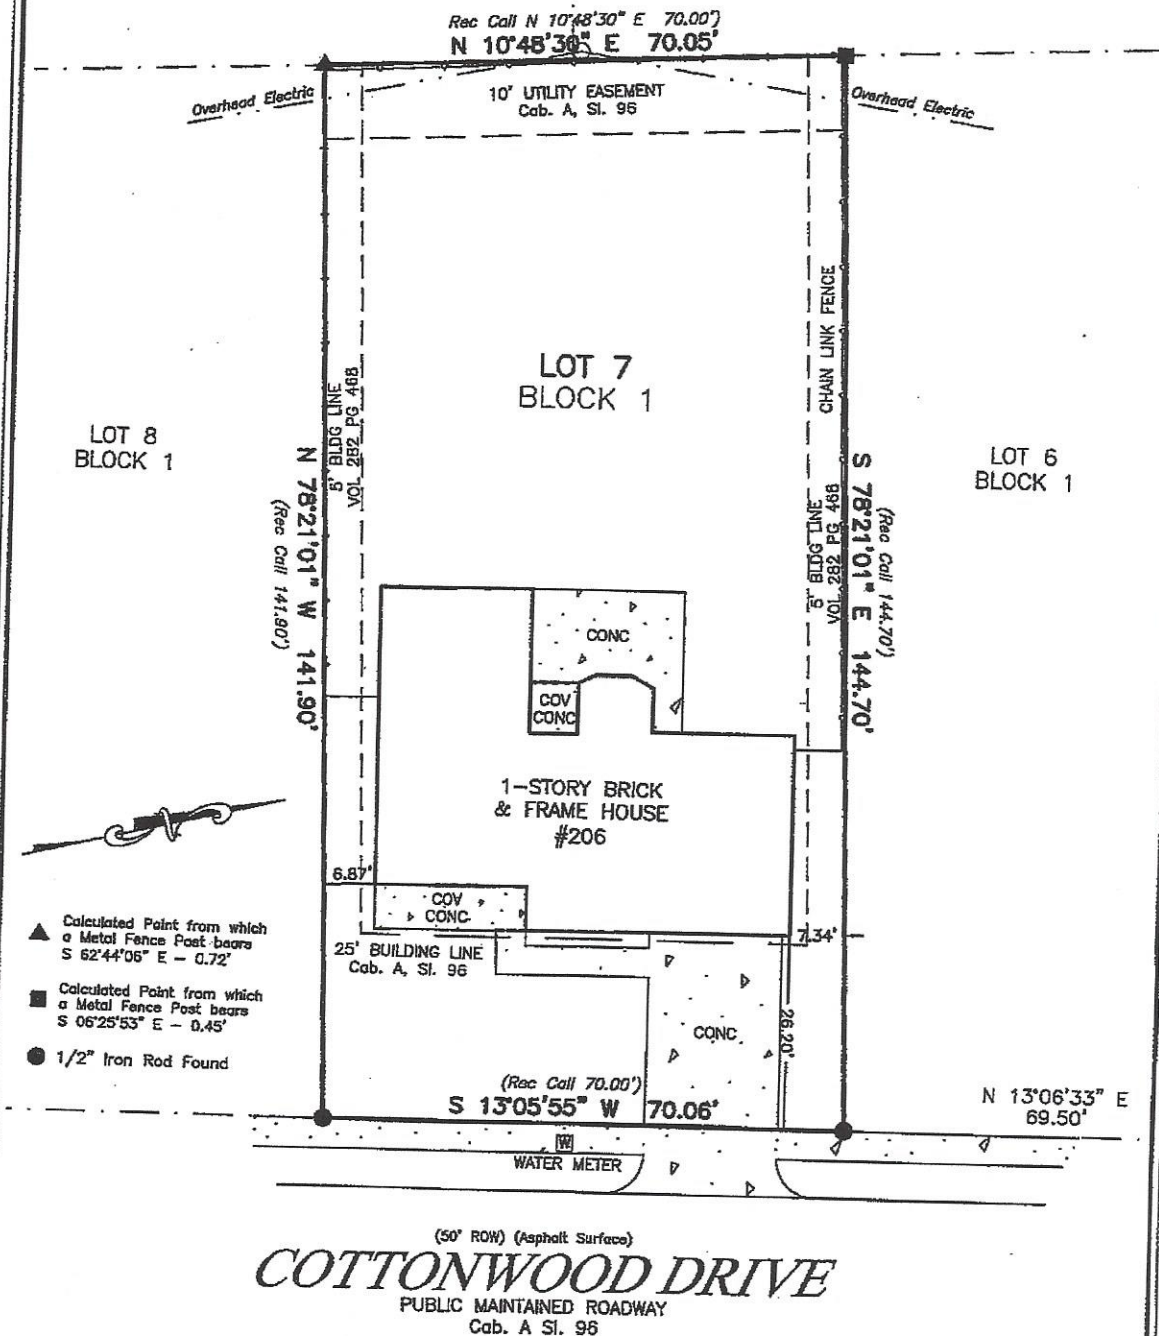 (Rec Call N 10°48'30" E 70.00')
N 10°48'30" E 70.05'
Overhead Electric
10' UTILITY EASEMENT
Cab. A, Sl. 96
Overhead Electric
CHAIN LINK FENCE
LOT 7
BLOCK 1
LOT 8
BLOCK 1
LOT 6
BLOCK 1
5' BLDG LINE
VOL 282 PG 468
N 78°21'01" W 141.90'
(Rec Call 141.90')
5' BLDG LINE
VOL 282 PG 468
S 78°21'01" E 144.70'
(Rec Call 144.70')
CONC
COV
CONC
1-STORY BRICK
& FRAME HOUSE
#206
6.87'
COV
CONC
7.34'
25' BUILDING LINE
Cab. A, Sl. 96
CONC
26.20'
Calculated Point from which
a Metal Fence Post bears
S 62°44'06" E - 0.72'
Calculated Point from which
a Metal Fence Post bears
S 06°25'53" E - 0.45'
1/2" Iron Rod Found
(Rec Call 70.00')
S 13°05'55" W 70.06'
N 13°06'33" E
69.50'
W
WATER METER
(50' ROW) (Asphalt Surface)
COTTONWOOD DRIVE
PUBLIC MAINTAINED ROADWAY
Cab. A Sl. 96